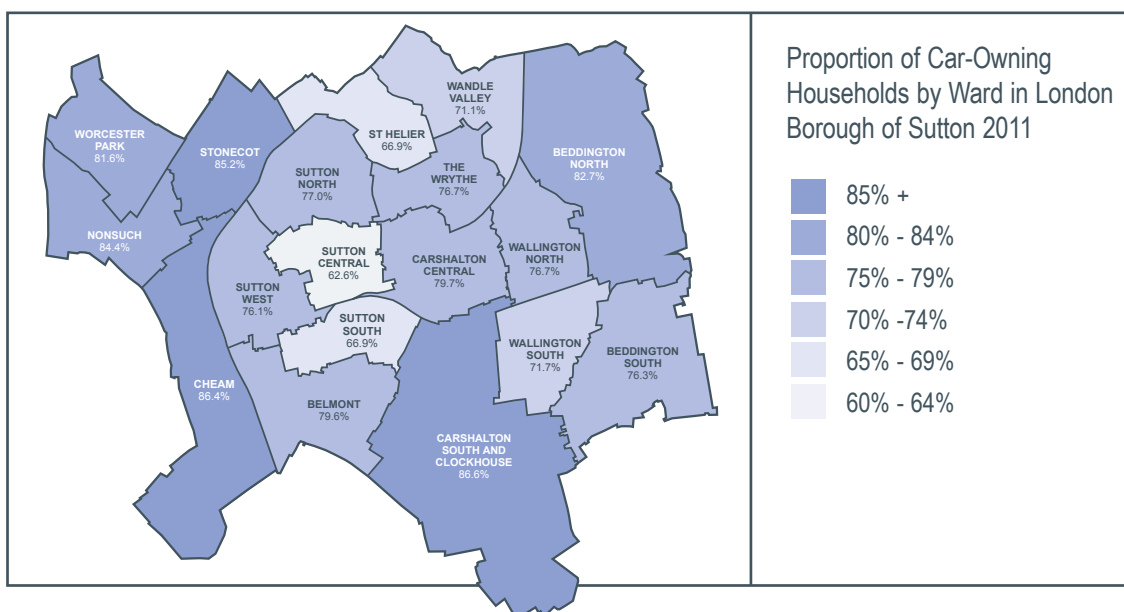 WORCESTER
PARK
81.6%
STONECOT
85.2%
NONSUCH
84.4%
CHEAM
86.4%
ST HELIER
66.9%
WANDLE
VALLEY
71.1%
SUTTON
NORTH
77.0%
THE
WRYTHE
76.7%
BEDDINGTON
NORTH
82.7%
SUTTON
CENTRAL
62.6%
CARSHALTON
CENTRAL
79.7%
WALLINGTON
NORTH
76.7%
SUTTON
WEST
76.1%
SUTTON
SOUTH
66.9%
WALLINGTON
SOUTH
71.7%
BEDDINGTON
SOUTH
76.3%
BELMONT
79.6%
CARSHALTON
SOUTH AND
CLOCKHOUSE
86.6%
Proportion of Car-Owning
Households by Ward in London
Borough of Sutton 2011
85% +
80% - 84%
75% - 79%
70% -74%
65% - 69%
60% - 64%